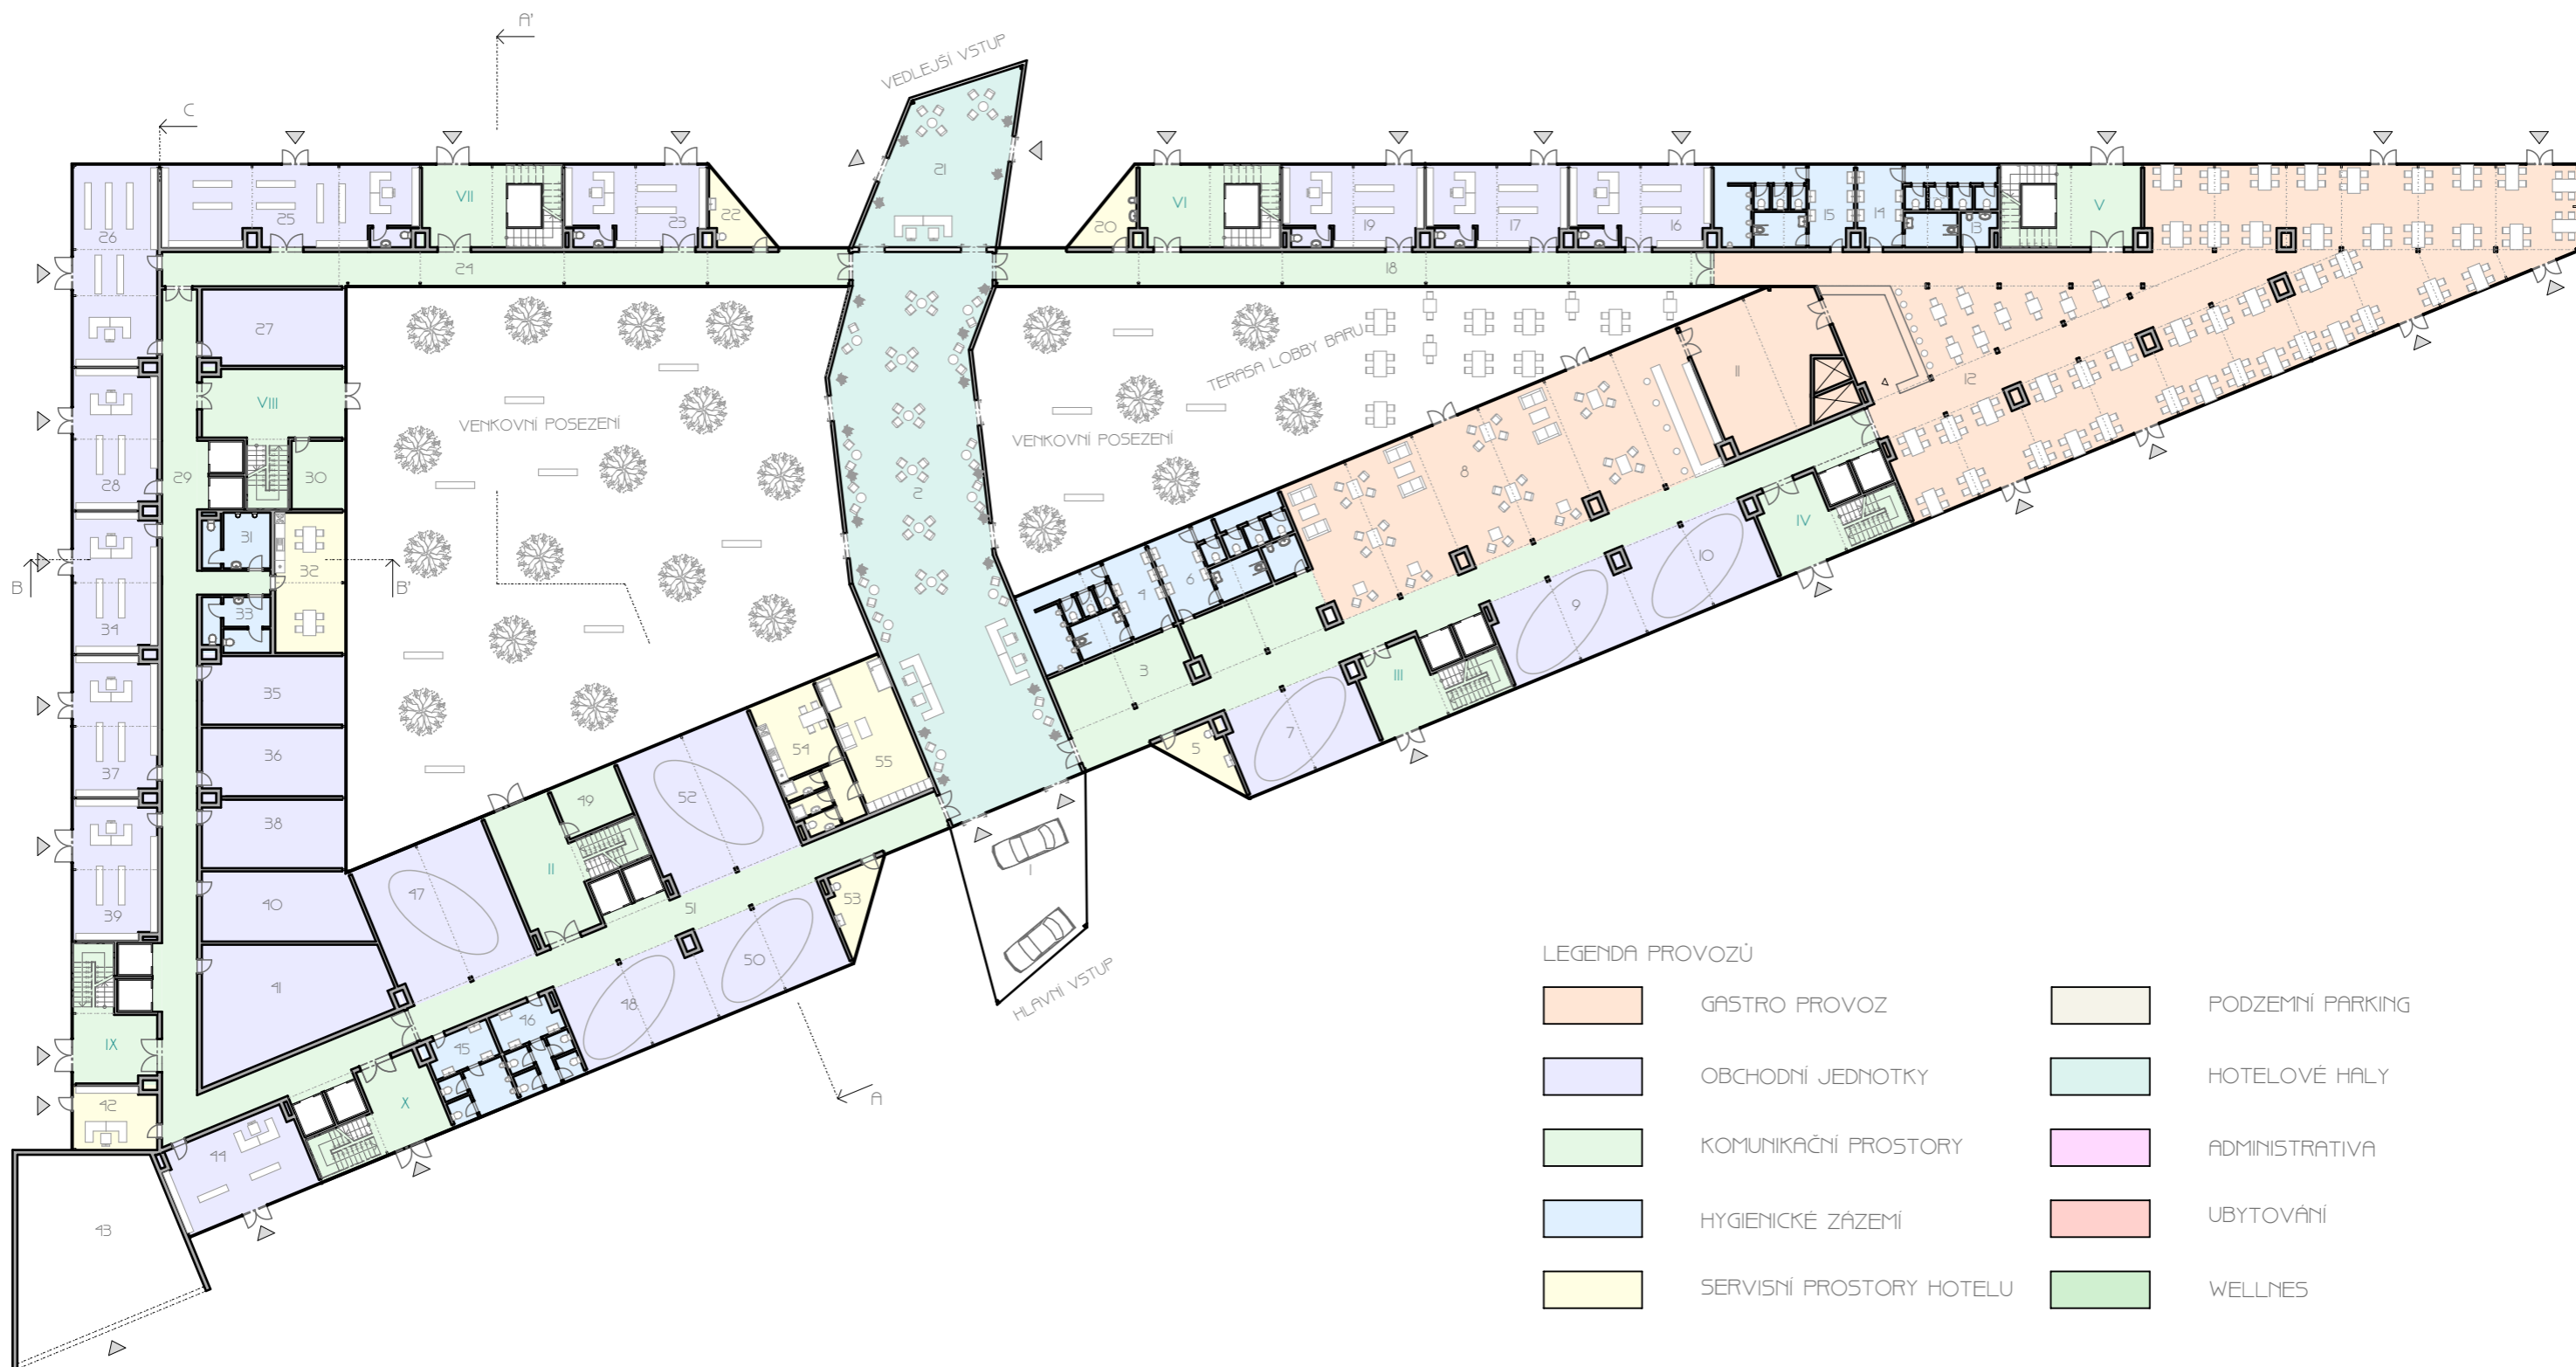 A'
VEDLEJŠÍ VSTUP
C
21
VII
VI
V
22
20
26
25
23
19
17
16
15
14
13
24
18
27
11
TERASA LOBBY BARU
12
VIII
VENKOVNÍ POSEZENÍ
VENKOVNÍ POSEZENÍ
29
30
28
2
8
IV
31
32
10
B
B'
6
4
9
33
34
3
III
35
7
5
36
37
54
55
52
49
38
II
1
39
40
47
51
53
50
41
48
HLAVNÍ VSTUP
46
45
IX
X
A
42
44
43
LEGENDA PROVOZŮ
GASTRO PROVOZ
PODZEMNÍ PARKING
OBCHODNÍ JEDNOTKY
HOTELOVÉ HALY
KOMUNIKAČNÍ PROSTORY
ADMINISTRATIVA
HYGIENICKÉ ZÁZEMÍ
UBYTOVÁNÍ
SERVISNÍ PROSTORY HOTELU
WELLNES